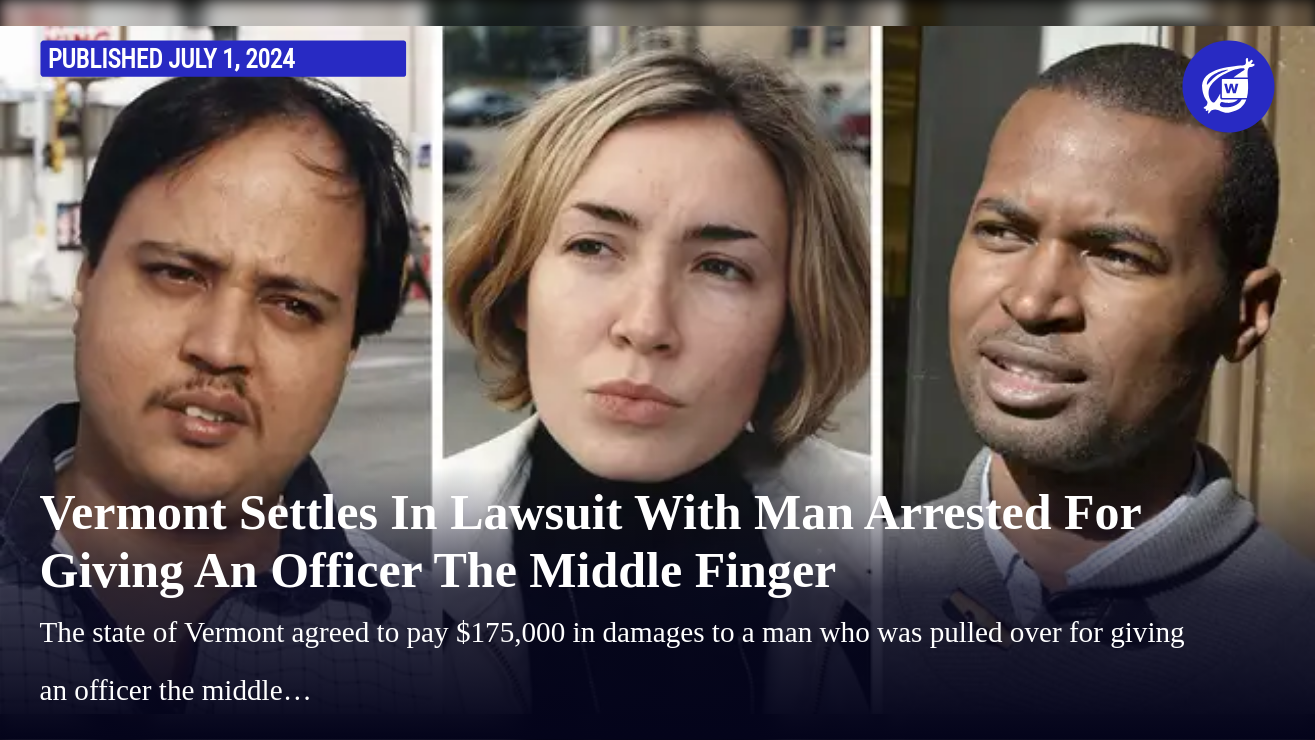 PUBLISHED JULY 1, 2024
W
Vermont Settles In Lawsuit With Man Arrested For
Giving An Officer The Middle Finger
The state of Vermont agreed to pay $175,000 in damages to a man who was pulled over for giving
an officer the middle…